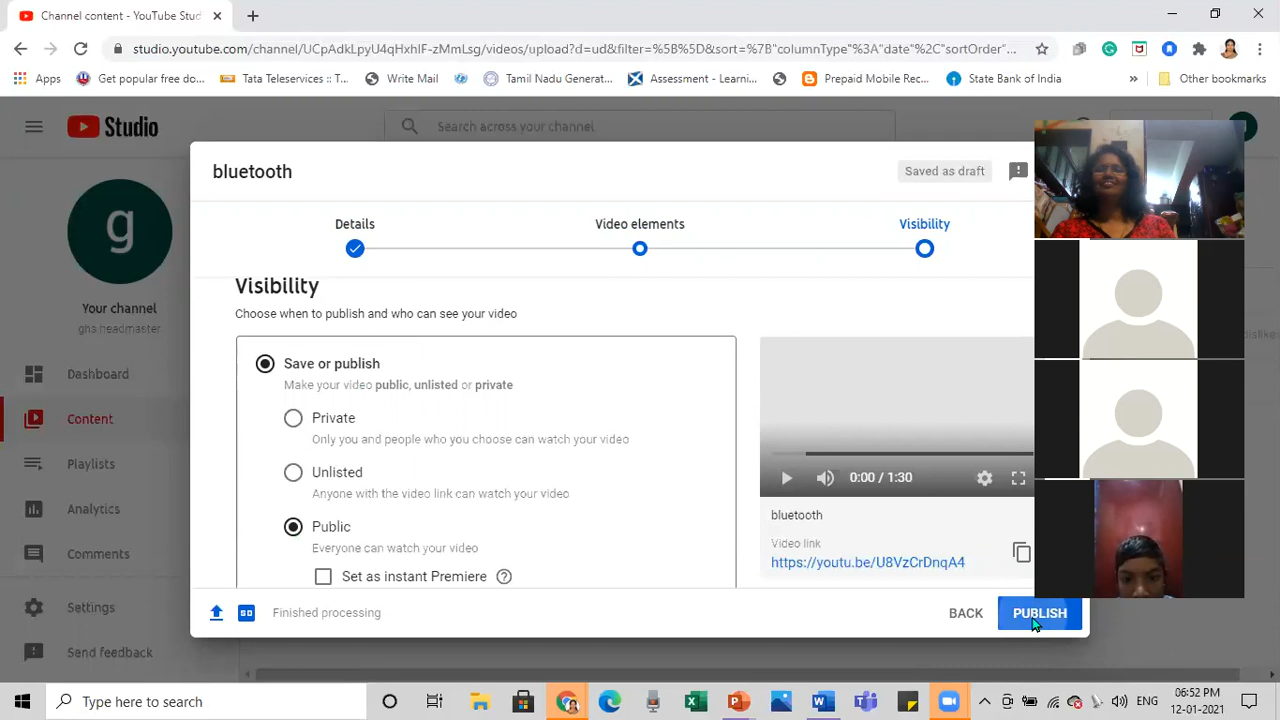 Channel content - YouTube Stud
studio.youtube.com/channel/UCpAdkLpyU4qHxhlF-zMmLsg/videos/upload?d=ud&filter=%5B%5D&sort=%7B"columnType"%3A"date"%2C"sortOrder"...
Apps
Get popular free do...
Tata Teleservices :: T...
Write Mail
Tamil Nadu Generat...
Assessment - Learni...
Prepaid Mobile Rec...
State Bank of India
Other bookmarks
Studio
Search across your channel
bluetooth
Saved as draft
Details
Video elements
Visibility
g
Your channel
ghs headmaster
Dashboard
Content
Playlists
Analytics
Comments
Settings
Send feedback
Visibility
Choose when to publish and who can see your video
Save or publish
Make your video public, unlisted or private
Private
Only you and people who you choose can watch your video
Unlisted
Anyone with the video link can watch your video
Public
Everyone can watch your video
Set as instant Premiere
0:00 / 1:30
bluetooth
Video link
https://youtu.be/U8VzCrDnqA4
SD
Finished processing
BACK
PUBLISH
Type here to search
ENG
06:52 PM
12-01-2021